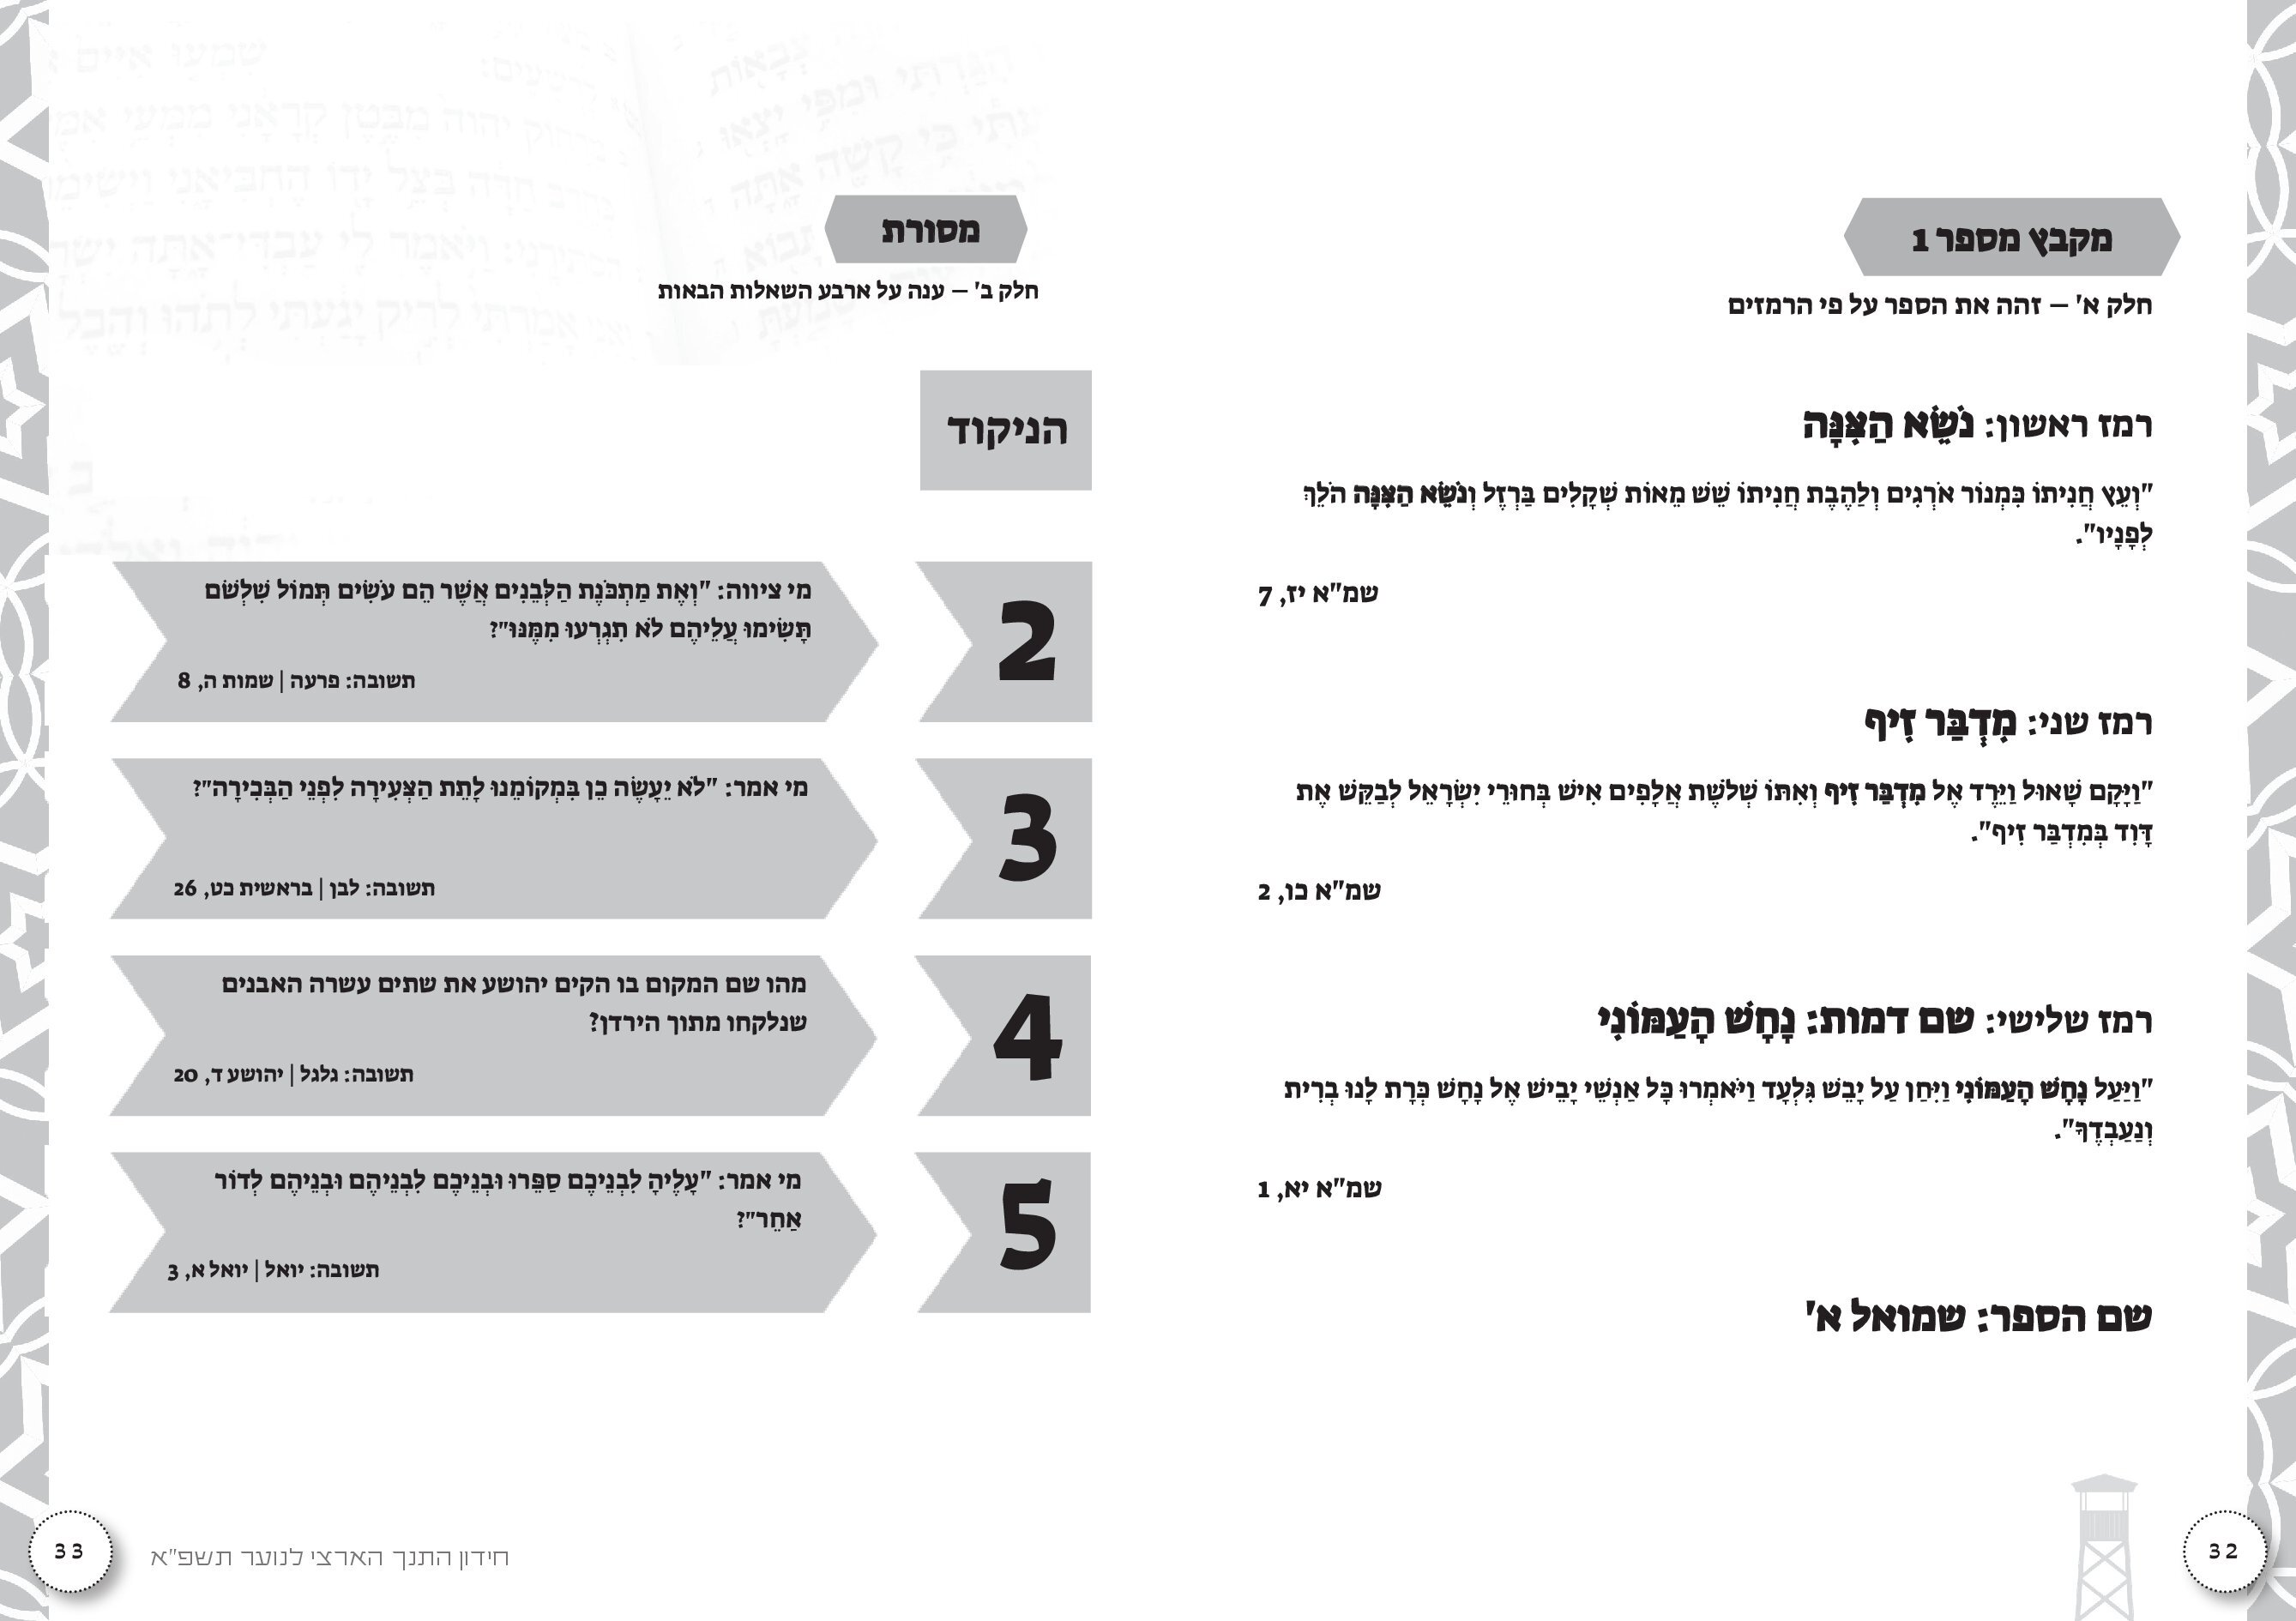 מקבץ מספר 1
חלק א' – זהה את הספר על פי הרמזים
רמז ראשון: נֹשֵׂא הַצִּנָּה
"וְעֵץ חֲנִיתוֹ כִּמְנוֹר אֹרְגִים וְלַהֶבֶת חֲנִיתוֹ שֵׁשׁ מֵאוֹת שְׁקָלִים בַּרְזֶל וְנֹשֵׂא הַצִּנָּה הֹלֵךְ
לְפָנָיו".
שמ"א יז, 7
רמז שני: מִדְבַּר זִיף
"וַיָּקָם שָׁאוּל וַיֵּרֶד אֶל מִדְבַּר זִיף וְאִתּוֹ שְׁלֹשֶׁת אֲלָפִים אִישׁ בְּחוּרֵי יִשְׂרָאֵל לְבַקֵּשׁ אֶת
דָּוִד בְּמִדְבַּר זִיף".
שמ"א כו, 2
רמז שלישי: שם דמות: נָחָשׁ הָעַמּוֹנִי
"וַיַּעַל נָחָשׁ הָעַמּוֹנִי וַיִּחַן עַל יָבֵשׁ גִּלְעָד וַיֹּאמְרוּ כָּל אַנְשֵׁי יָבֵישׁ אֶל נָחָשׁ כְּרָת לָנוּ בְרִית
וְנַעַבְדֶךָּ".
שמ"א יא, 1
שם הספר: שמואל א'
32
מסורת
חלק ב' – ענה על ארבע השאלות הבאות
הניקוד
2
מי ציווה: "וְאֶת מַתְכֹּנֶת הַלְּבֵנִים אֲשֶׁר הֵם עֹשִׂים תְּמוֹל שִׁלְשֹׁם
תָּשִׂימוּ עֲלֵיהֶם לֹא תִגְרְעוּ מִמֶּנּוּ"?
תשובה: פרעה | שמות ה, 8
3
מי אמר: "לֹא יֵעָשֶׂה כֵן בִּמְקוֹמֵנוּ לָתֵת הַצְּעִירָה לִפְנֵי הַבְּכִירָה"?
תשובה: לבן | בראשית כט, 26
4
מהו שם המקום בו הקים יהושע את שתים עשרה האבנים
שנלקחו מתוך הירדן?
תשובה: גלגל | יהושע ד, 20
5
מי אמר: "עָלֶיהָ לִבְנֵיכֶם סַפֵּרוּ וּבְנֵיכֶם לִבְנֵיהֶם וּבְנֵיהֶם לְדוֹר
אַחֵר"?
תשובה: יואל | יואל א, 3
חידון התנך הארצי לנוער תשפ"א
33